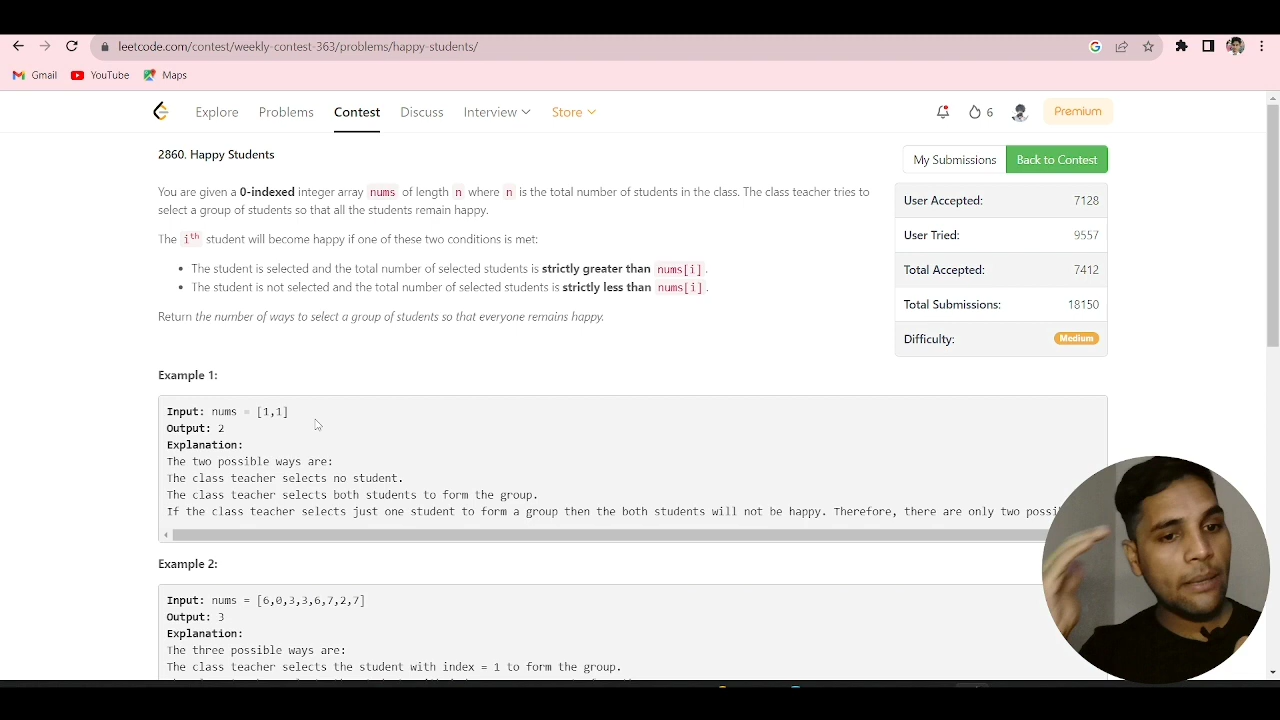 leetcode.com/contest/weekly-contest-363/problems/happy-students/
Gmail YouTube Maps
Explore Problems Contest Discuss Interview Store 6 Premium
2860. Happy Students
My Submissions Back to Contest
You are given a 0-indexed integer array nums of length n where n is the total number of students in the class. The class teacher tries to
select a group of students so that all the students remain happy.
The ith student will become happy if one of these two conditions is met:
• The student is selected and the total number of selected students is strictly greater than nums[i].
• The student is not selected and the total number of selected students is strictly less than nums[i].
Return the number of ways to select a group of students so that everyone remains happy.
User Accepted: 7128
User Tried: 9557
Total Accepted: 7412
Total Submissions: 18150
Difficulty: Medium
Example 1:
Input: nums = [1,1]
Output: 2
Explanation:
The two possible ways are:
The class teacher selects no student.
The class teacher selects both students to form the group.
If the class teacher selects just one student to form a group then the both students will not be happy. Therefore, there are only two
Example 2:
Input: nums = [6,0,3,3,6,7,2,7]
Output: 3
Explanation:
The three possible ways are:
The class teacher selects the student with index = 1 to form the group.